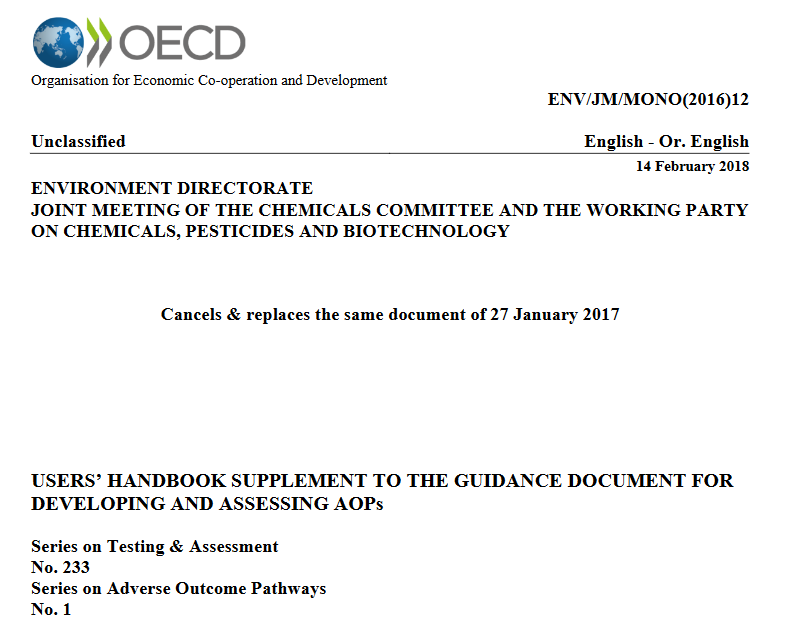 OECD
Organisation for Economic Co-operation and Development
ENV/JM/MONO(2016)12
Unclassified English - Or. English
14 February 2018
ENVIRONMENT DIRECTORATE
JOINT MEETING OF THE CHEMICALS COMMITTEE AND THE WORKING PARTY
ON CHEMICALS, PESTICIDES AND BIOTECHNOLOGY
Cancels & replaces the same document of 27 January 2017
USERS’ HANDBOOK SUPPLEMENT TO THE GUIDANCE DOCUMENT FOR
DEVELOPING AND ASSESSING AOPs
Series on Testing & Assessment
No. 233
Series on Adverse Outcome Pathways
No. 1